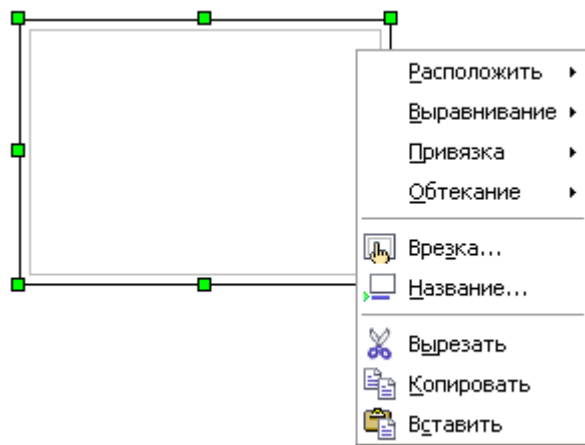 Расположить
Выравнивание
Привязка
Обтекание
Врезка...
Название...
Вырезать
Копировать
Вставить